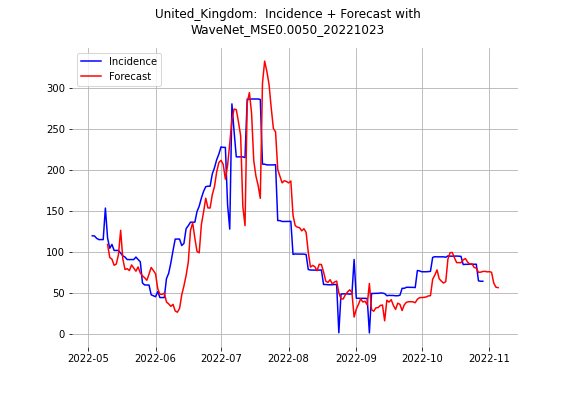 United_Kingdom:  Incidence + Forecast with
WaveNet_MSE0.0050_20221023
Incidence
Forecast
300
250
200
150
100
50
0
2022-05 2022-06 2022-07 2022-08 2022-09 2022-10 2022-11